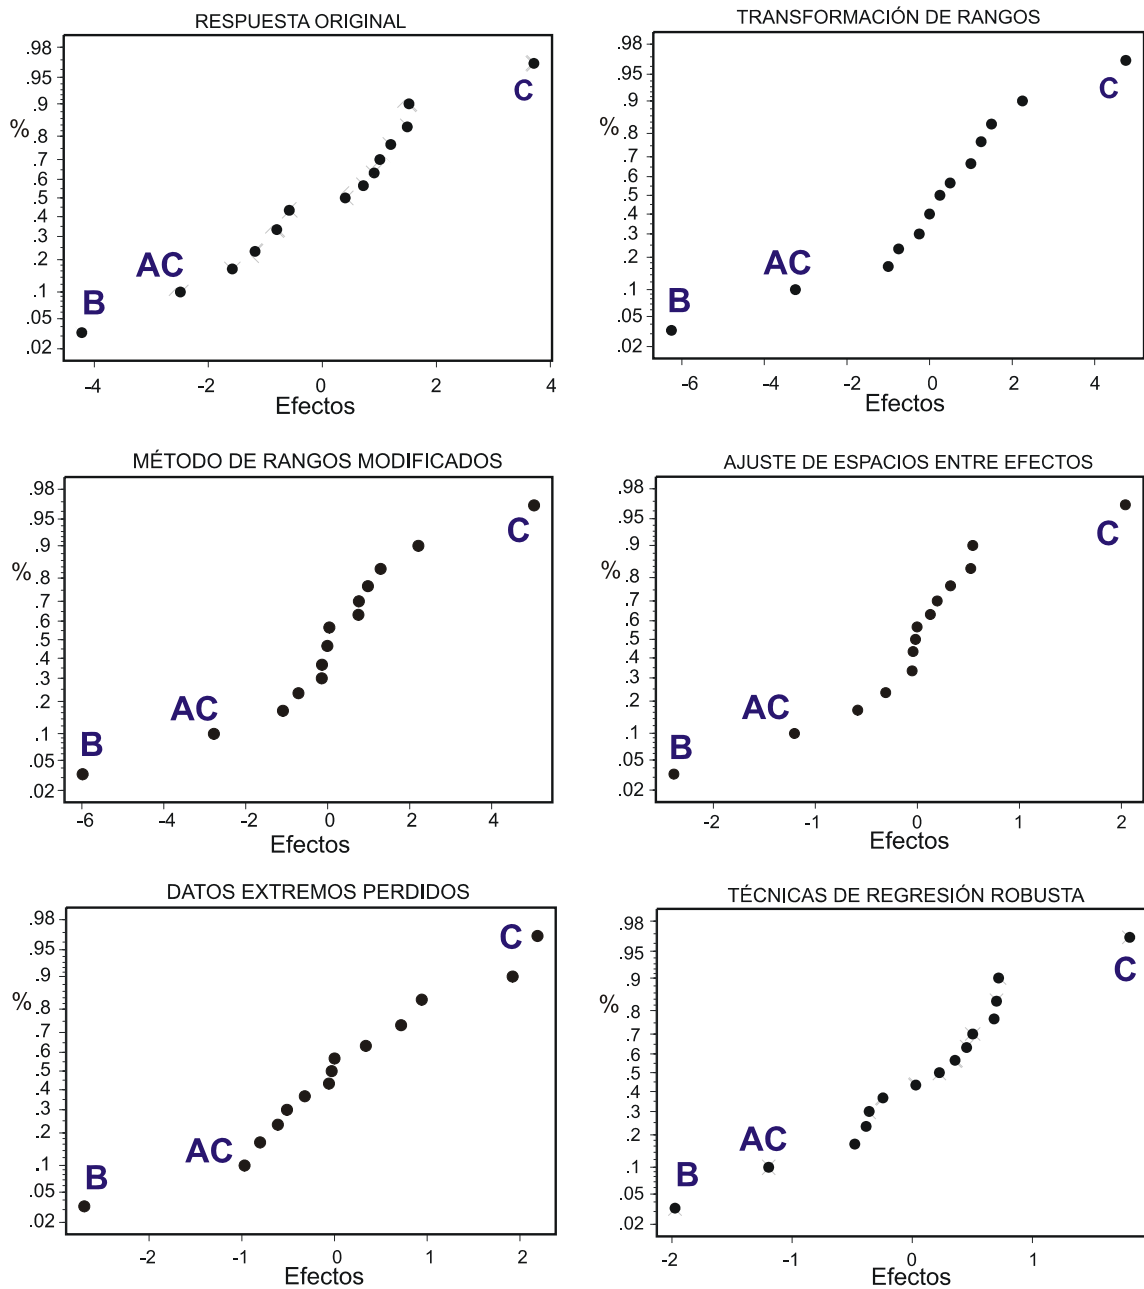 RESPUESTA ORIGINAL
.98
.95
.9
.8
.7
.6
.5
.4
.3
.2
.1
.05
.02
%
C
AC
B
-4 -2 0 2 4
Efectos
TRANSFORMACIÓN DE RANGOS
.98
.95
.9
.8
.7
.6
.5
.4
.3
.2
.1
.05
.02
%
C
AC
B
-6 -4 -2 0 2 4
Efectos
MÉTODO DE RANGOS MODIFICADOS
.98
.95
.9
.8
.7
.6
.5
.4
.3
.2
.1
.05
.02
%
C
AC
B
-6 -4 -2 0 2 4
Efectos
AJUSTE DE ESPACIOS ENTRE EFECTOS
.98
.95
.9
.8
.7
.6
.5
.4
.3
.2
.1
.05
.02
%
C
AC
B
-2 -1 0 1 2
Efectos
DATOS EXTREMOS PERDIDOS
.98
.95
.9
.8
.7
.6
.5
.4
.3
.2
.1
.05
.02
%
C
AC
B
-2 -1 0 1 2
Efectos
TÉCNICAS DE REGRESIÓN ROBUSTA
.98
.95
.9
.8
.7
.6
.5
.4
.3
.2
.1
.05
.02
%
C
AC
B
-2 -1 0 1
Efectos